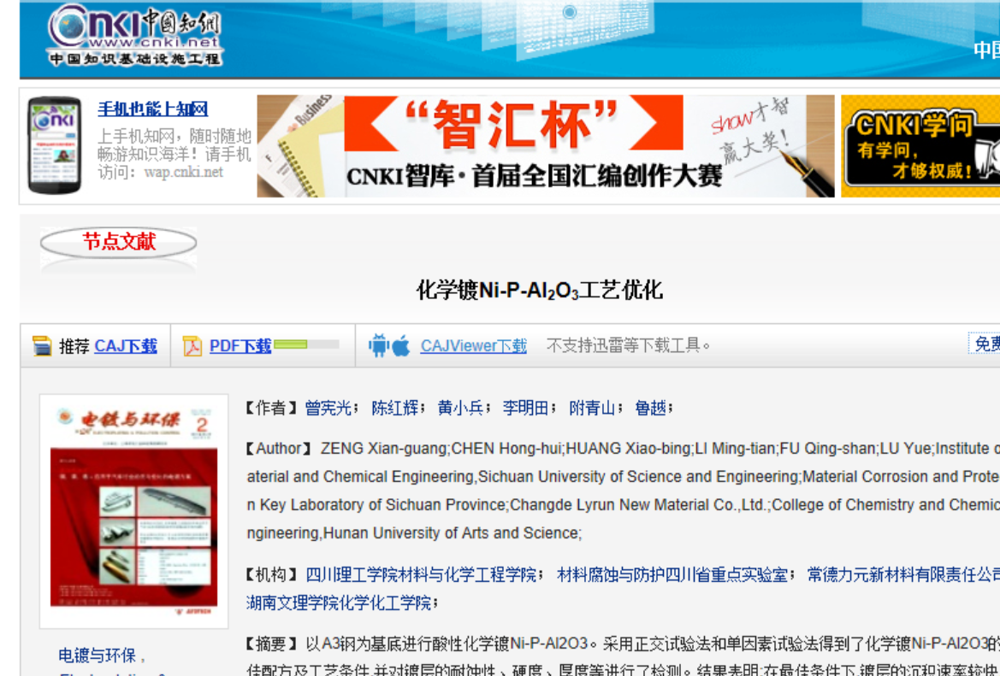 Cnki中国知网
www.cnki.net
中国知识基础设施工程
中国
手机也能上知网
上手机知网，随时随地
畅游知识海洋！请手机
访问：wap.cnki.net
Business
“智汇杯”
show才智
赢大奖！
CNKI智库·首届全国汇编创作大赛
CNKI学问
有学问，
才够权威！
节点文献
化学镀Ni-P-Al₂O₃工艺优化
推荐 CAJ下载
PDF下载
CAJViewer下载 不支持迅雷等下载工具。
免费
电镀与环保
2
【作者】曾宪光； 陈红辉； 黄小兵； 李明田； 附青山； 鲁越；
【Author】 ZENG Xian-guang;CHEN Hong-hui;HUANG Xiao-bing;LI Ming-tian;FU Qing-shan;LU Yue;Institute o
aterial and Chemical Engineering,Sichuan University of Science and Engineering;Material Corrosion and Prote
n Key Laboratory of Sichuan Province;Changde Lyrun New Material Co.,Ltd.;College of Chemistry and Chemic
ngineering,Hunan University of Arts and Science;
【机构】四川理工学院材料与化学工程学院； 材料腐蚀与防护四川省重点实验室； 常德力元新材料有限责任公司
湖南文理学院化学化工学院；
【摘要】以A3钢为基底进行酸性化学镀Ni-P-Al2O3。采用正交试验法和单因素试验法得到了化学镀Ni-P-Al2O3的
佳配方及工艺条件,并对镀层的耐蚀性、硬度、厚度等进行了检测。结果表明:在最佳条件下,镀层的沉积速率较快
电镀与环保 ,